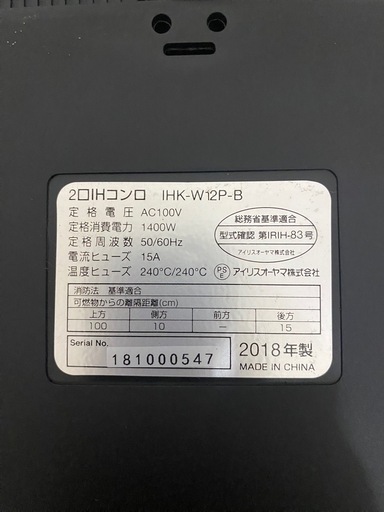 2口IHコンロ IHK-W12P-B
定格電圧 AC100V
定格消費電力 1400W
定格周波数 50/60Hz
電流ヒューズ 15A
温度ヒューズ 240℃/240℃
総務省基準適合
型式確認 第IRIH-83号
アイリスオーヤマ株式会社
PSE アイリスオーヤマ株式会社
消防法 基準適合
可燃物からの離隔距離(cm)
上方 側方 前方 後方
100 10 — 15
Serial No.
181000547
2018年製
MADE IN CHINA